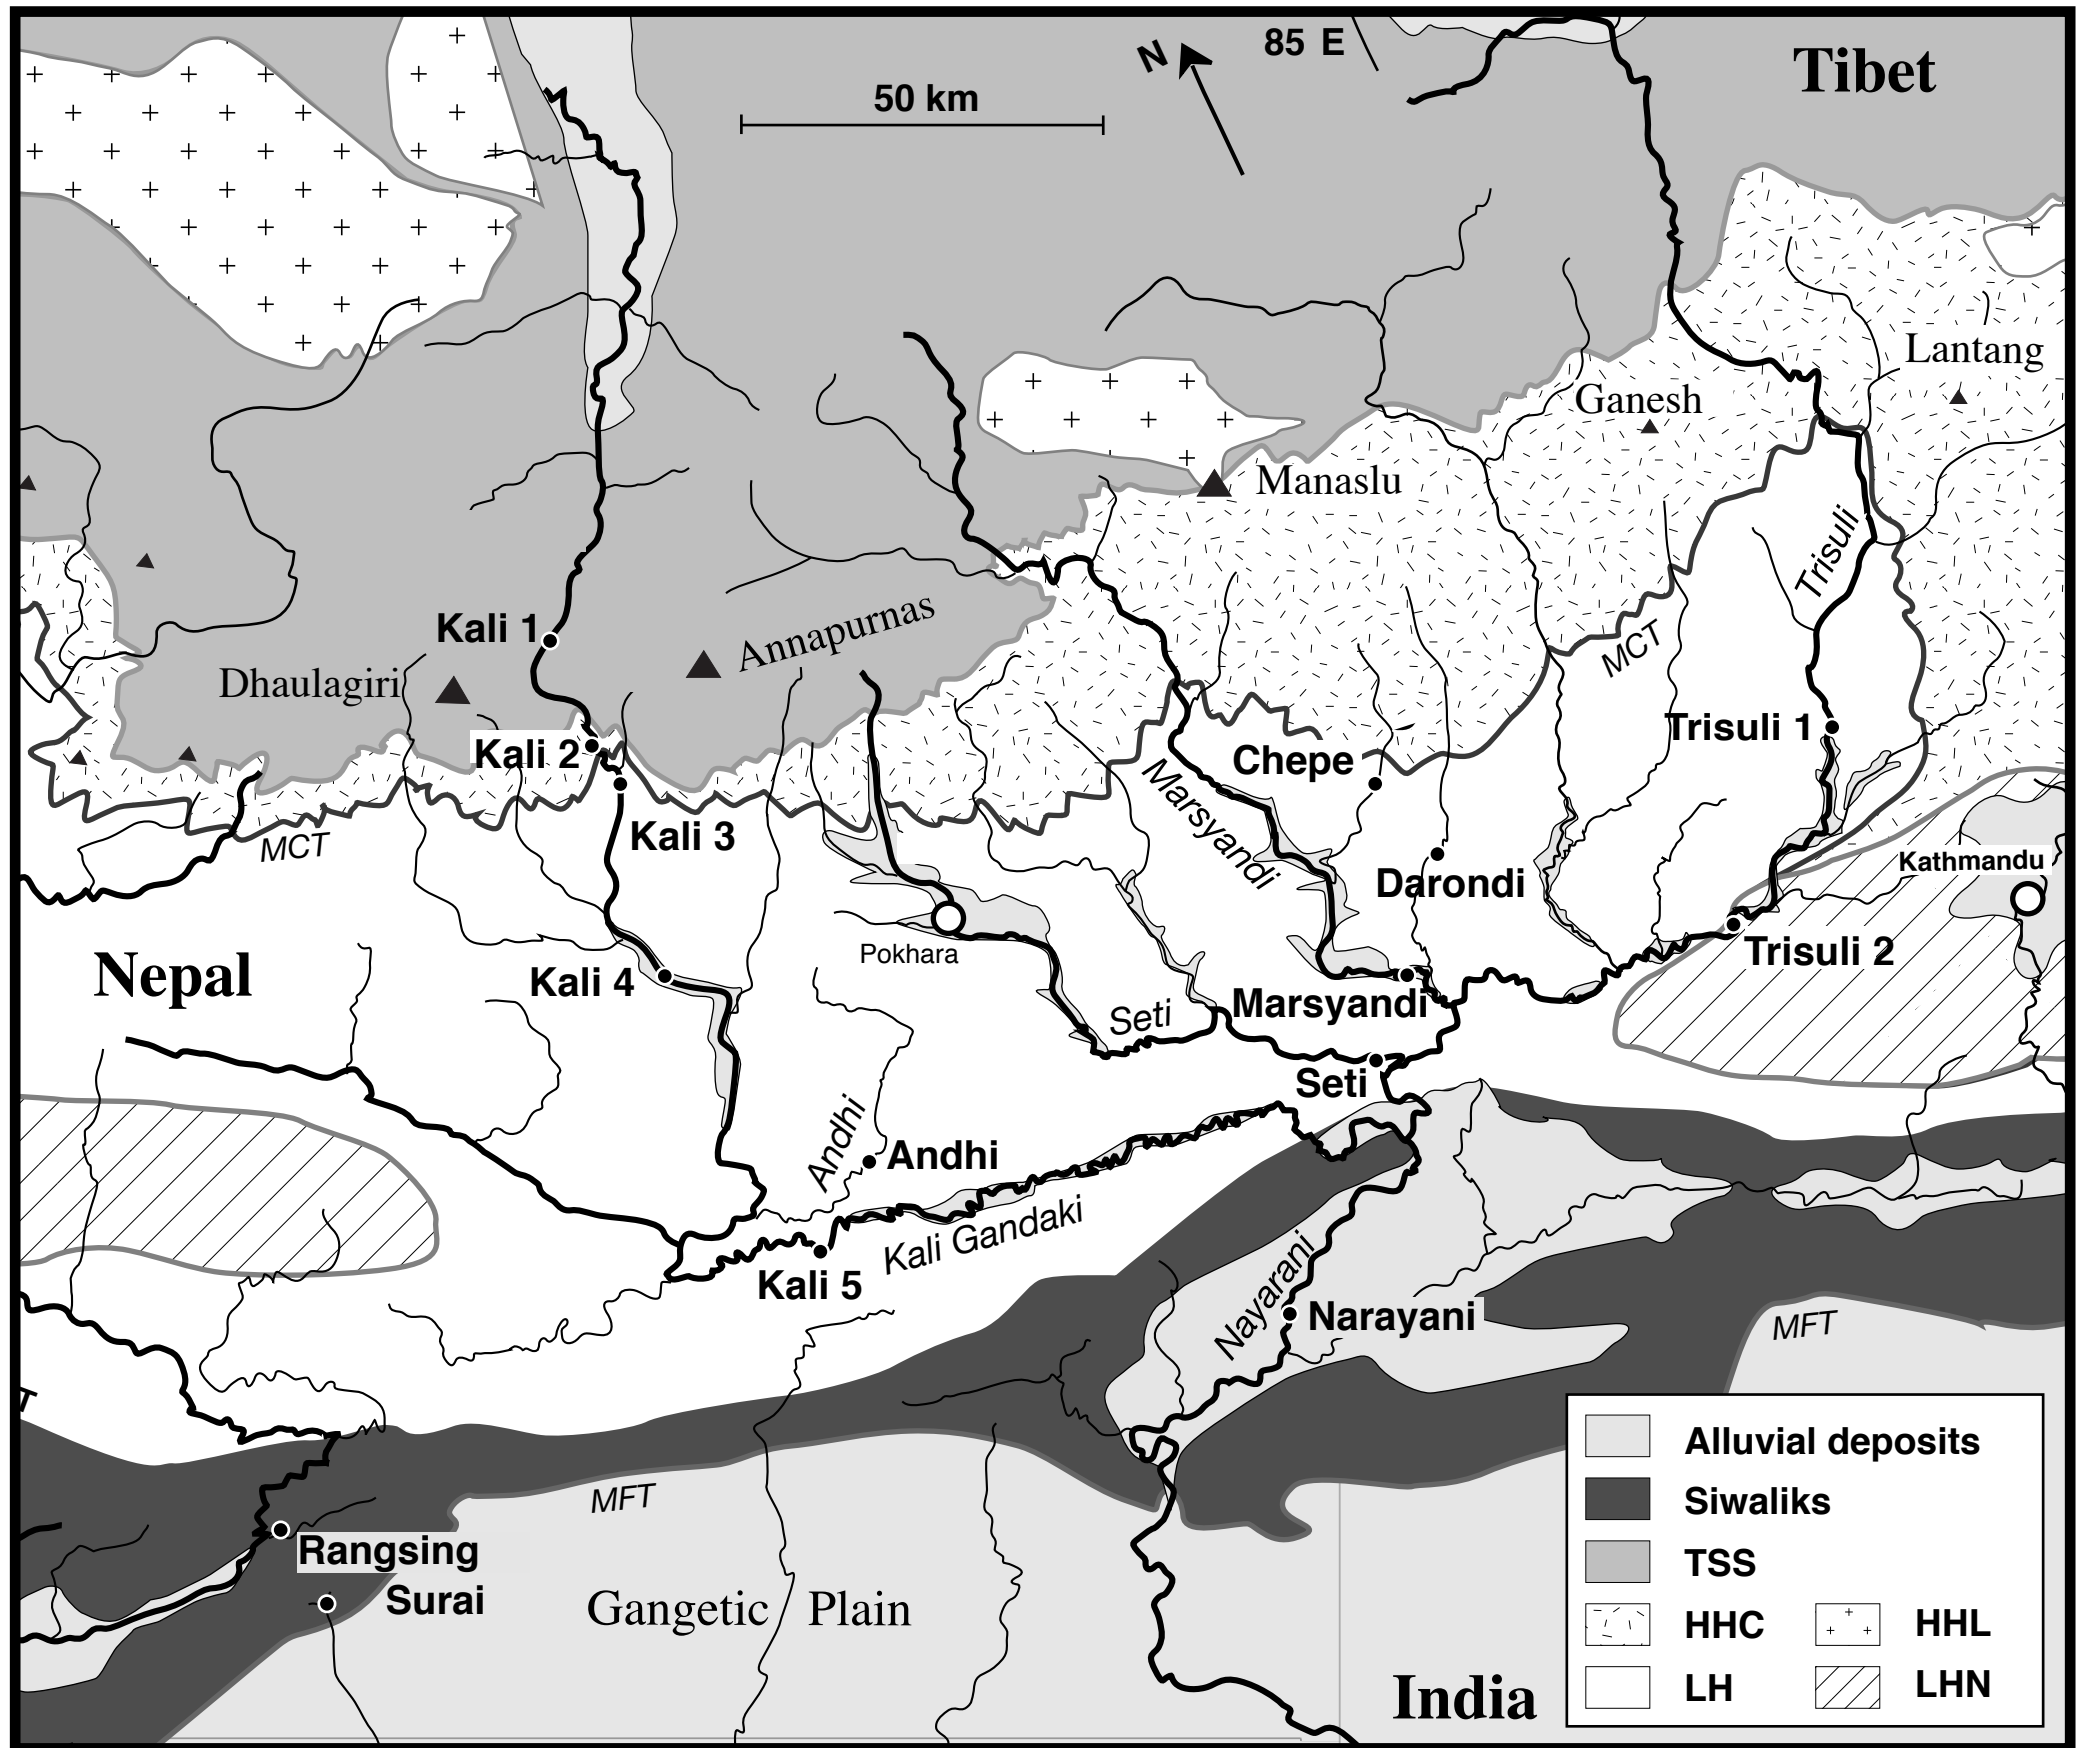 N
85 E
Tibet
50 km
Lantang
Ganesh
Manaslu
Trisuli
Annapurnas
Kali 1
MCT
Dhaulagiri
Trisuli 1
Kali 2
Chepe
Marsyandi
Kali 3
MCT
Kathmandu
Darondi
Pokhara
Trisuli 2
Nepal
Kali 4
Marsyandi
Seti
Seti
Andhi
Andhi
Kali Gandaki
Kali 5
Nayarani
Narayani
MFT
T
MFT
Rangsing
Surai
Gangetic Plain
India
Alluvial deposits
Siwaliks
TSS
HHC
HHL
LH
LHN